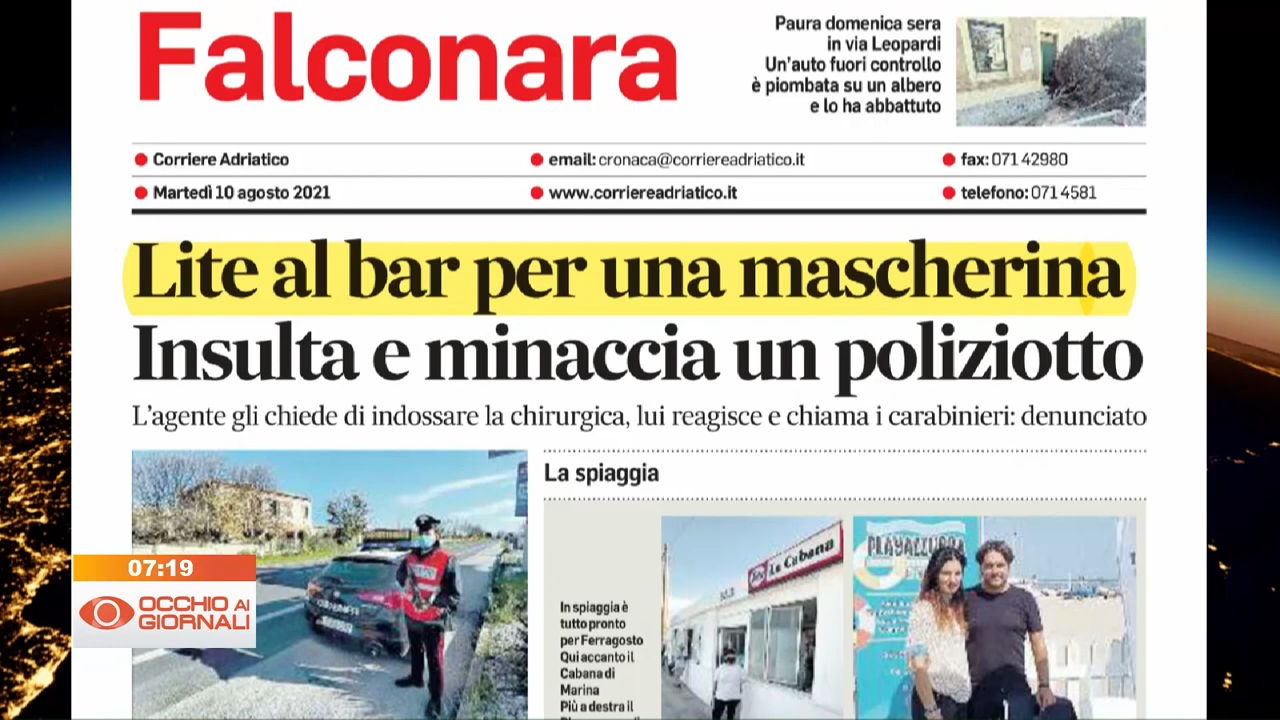 Falconara
Paura domenica sera
in via Leopardi
Un'auto fuori controllo
è piombata su un albero
e lo ha abbattuto
Corriere Adriatico
email: cronaca@corriereadriatico.it
fax: 071 42980
Martedì 10 agosto 2021
www.corriereadriatico.it
telefono: 071 4581
Lite al bar per una mascherina
Insulta e minaccia un poliziotto
L'agente gli chiede di indossare la chirurgica, lui reagisce e chiama i carabinieri: denunciato
La spiaggia
La Cabana
PLAYACLUB
In spiaggia è
tutto pronto
per Ferragosto
Qui accanto il
Cabana di
Marina
Più a destra il
07:19
OCCHIO AI
GIORNALI